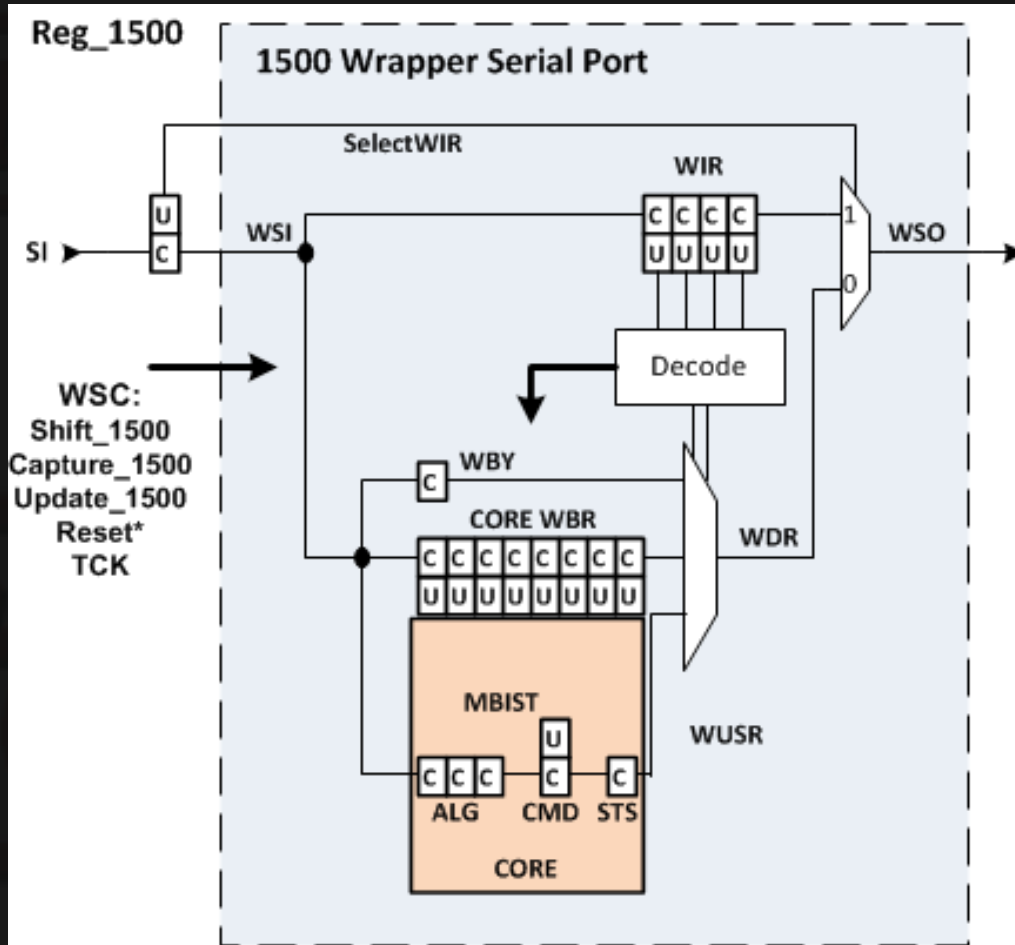 Reg_1500
1500 Wrapper Serial Port
SelectWIR
WIR
U
C C C C
1
SI
C
WSI
U U U U
WSO
0
Decode
WSC:
Shift_1500
Capture_1500
Update_1500
Reset*
TCK
WBY
C
CORE WBR
C C C C C C C C
WDR
U U U U U U U U
MBIST
U
WUSR
C C C
C
C
ALG
CMD
STS
CORE